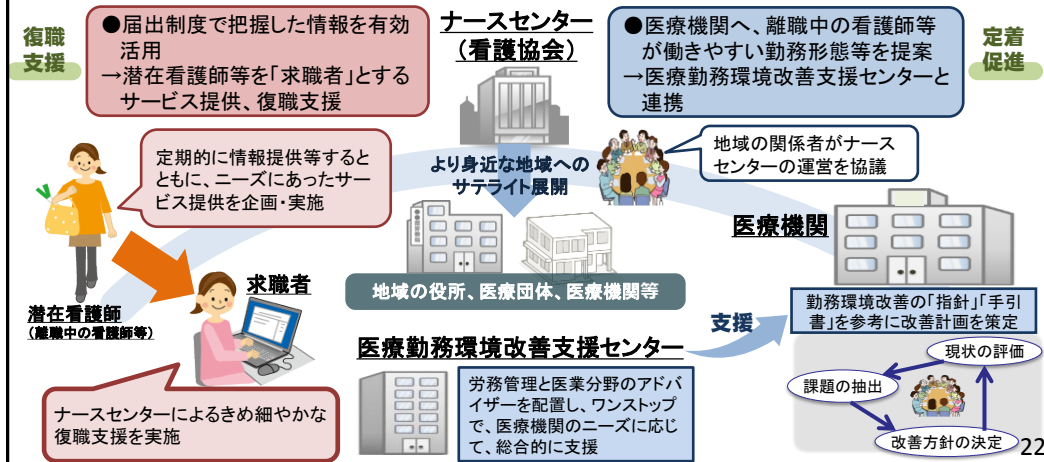 復職
支援
●届出制度で把握した情報を有効
活用
→潜在看護師等を「求職者」とする
サービス提供、復職支援
ナースセンター
(看護協会)
●医療機関へ、離職中の看護師等
が働きやすい勤務形態等を提案
→医療勤務環境改善支援センターと
連携
定着
促進
定期的に情報提供等すると
ともに、ニーズにあったサー
ビス提供を企画・実施
より身近な地域への
サテライト展開
地域の関係者がナース
センターの運営を協議
医療機関
潜在看護師
(離職中の看護師等)
求職者
地域の役所、医療団体、医療機関等
勤務環境改善の「指針」「手引
書」を参考に改善計画を策定
支援
医療勤務環境改善支援センター
労務管理と医業分野のアドバ
イザーを配置し、ワンストップ
で、医療機関のニーズに応じ
て、総合的に支援
現状の評価
課題の抽出
改善方針の決定
ナースセンターによるきめ細やかな
復職支援を実施
22